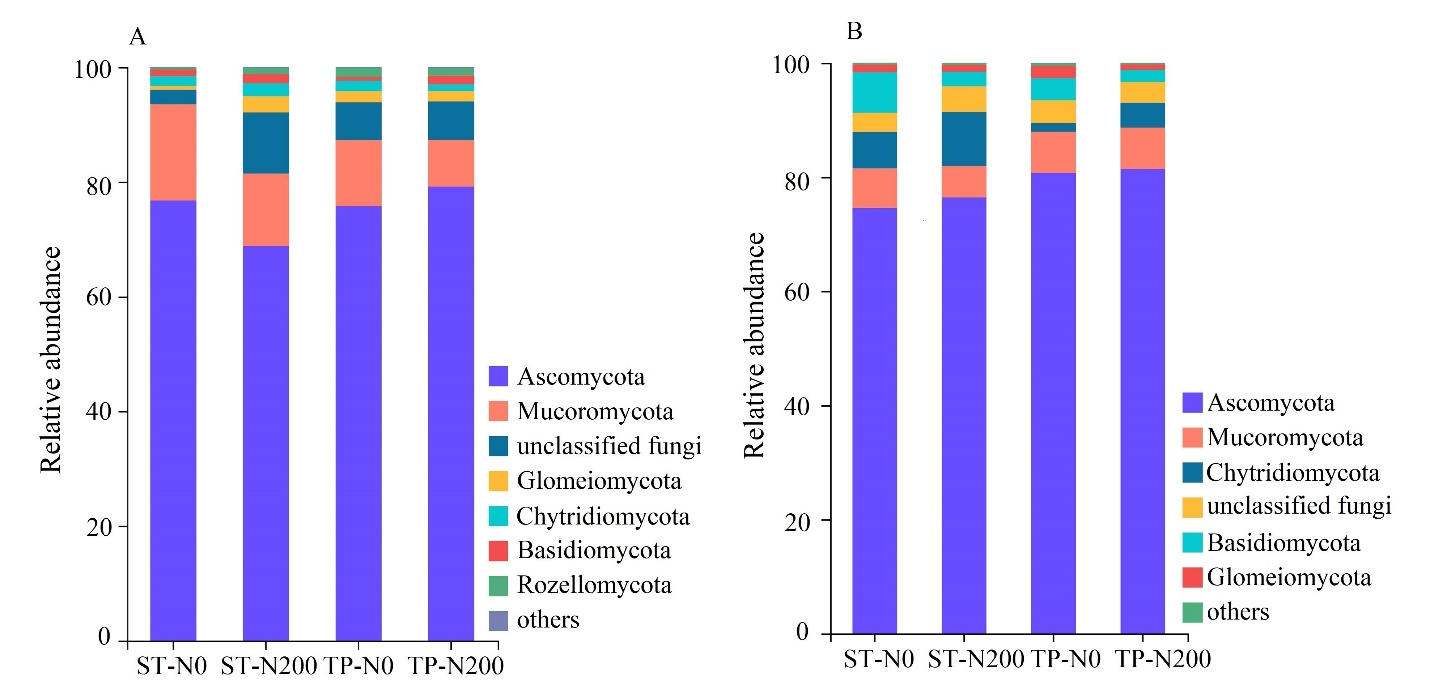 A
100
80
60
40
20
0
Relative abundance
ST-N0 ST-N200 TP-N0 TP-N200
Ascomycota
Mucoromycota
unclassified fungi
Glomeiomycota
Chytridiomycota
Basidiomycota
Rozellomycota
others
B
100
80
60
40
20
0
Relative abundance
ST-N0 ST-N200 TP-N0 TP-N200
Ascomycota
Mucoromycota
Chytridiomycota
unclassified fungi
Basidiomycota
Glomeiomycota
others